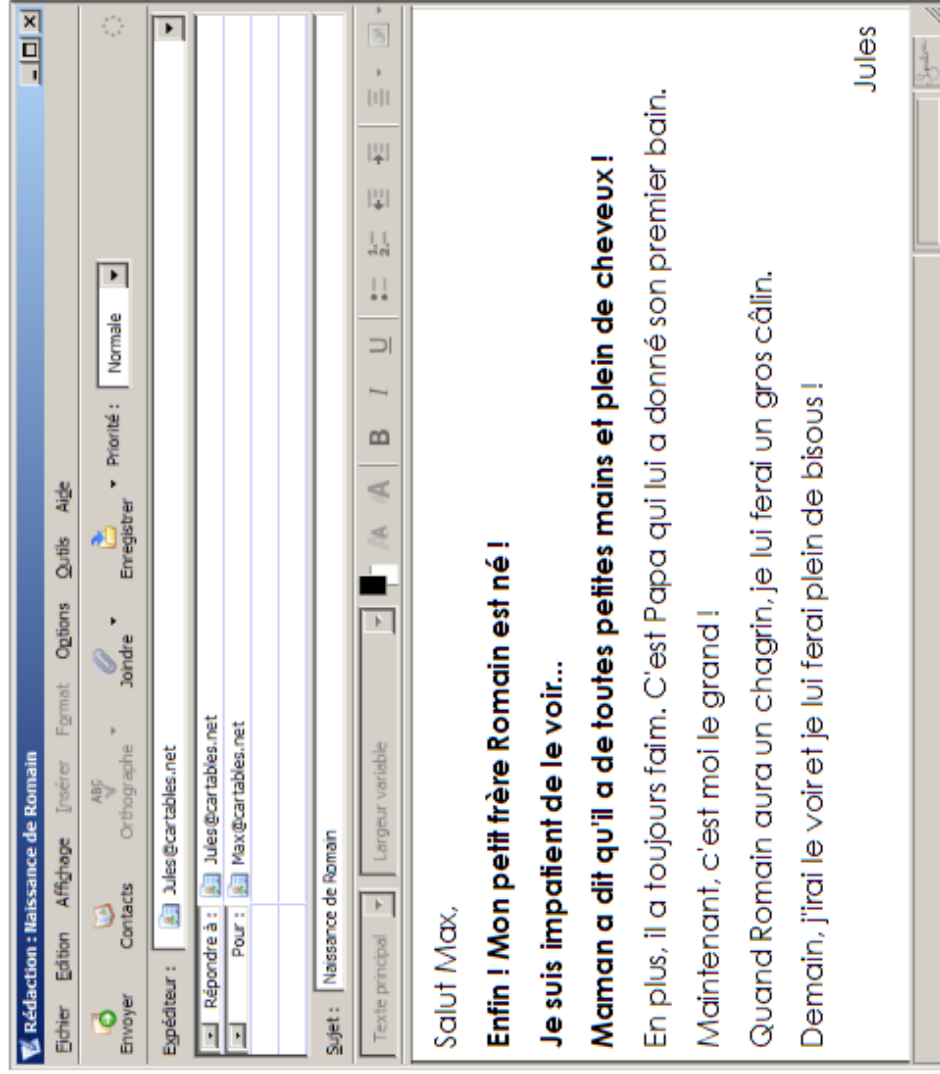 Rédaction : Naissance de Romain
Fichier Edition Affichage Insérer Format Options Outils Aide
Envoyer Contacts Orthographe Joindre Enregistrer Priorité : Normale
Expéditeur : Jules@cartables.net
Répondre à : Jules@cartables.net
Pour : Max@cartables.net
Sujet : Naissance de Romain
Texte principal Largeur variable
Salut Max,
Enfin ! Mon petit frère Romain est né !
Je suis impatient de le voir...
Maman a dit qu'il a de toutes petites mains et plein de cheveux !
En plus, il a toujours faim. C'est Papa qui lui a donné son premier bain.
Maintenant, c'est moi le grand !
Quand Romain aura un chagrin, je lui ferai un gros câlin.
Demain, j'irai le voir et je lui ferai plein de bisous !
Jules